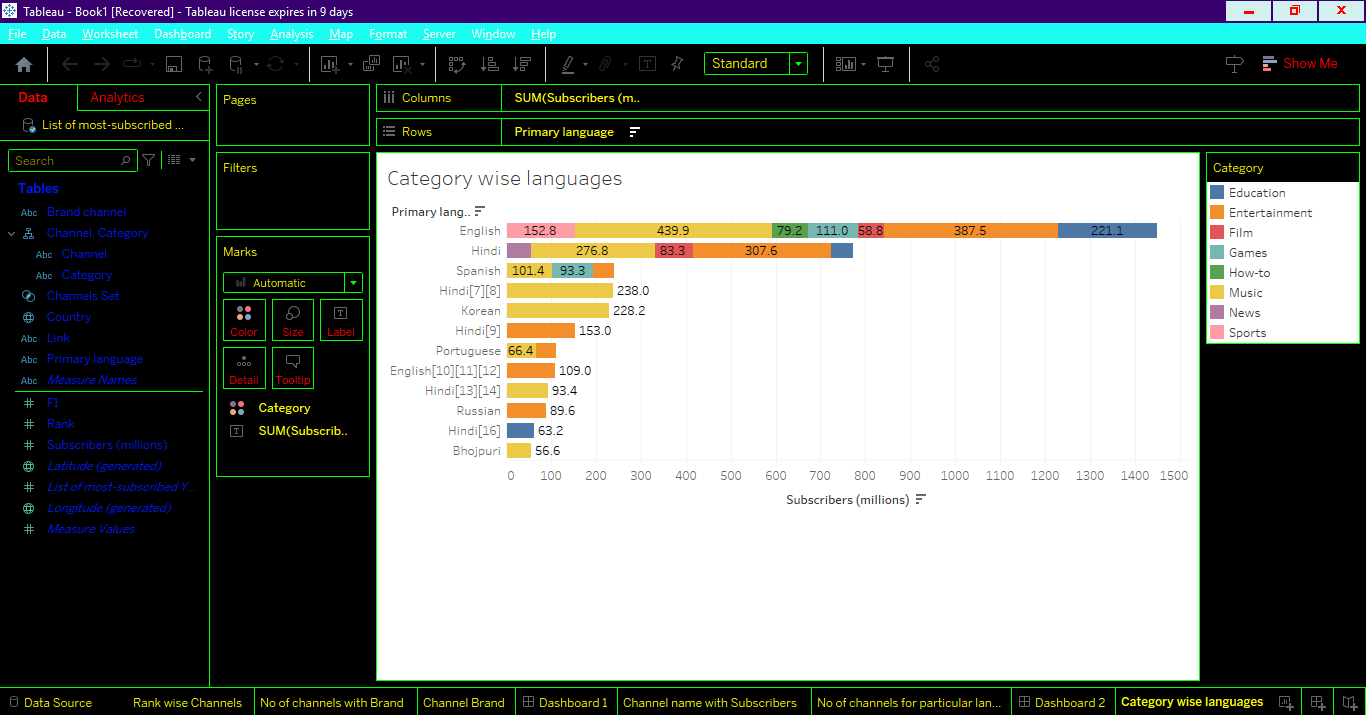 Tableau - Book1 [Recovered] - Tableau license expires in 9 days
File Data Worksheet Dashboard Story Analysis Map Format Server Window Help
Standard
Show Me
Data Analytics
List of most-subscribed ...
Search
Tables
Abc Brand channel
Channel, Category
Abc Channel
Abc Category
Channels Set
Country
Abc Link
Abc Primary language
Abc Measure Names
# F1
# Rank
# Subscribers (millions)
Latitude (generated)
# List of most-subscribed Y...
Longitude (generated)
# Measure Values
Pages
Filters
Marks
Automatic
Color Size Label
Detail Tooltip
Category
SUM(Subscrib..
Columns SUM(Subscribers (m..
Rows Primary language
Category wise languages
Primary lang..
English 152.8 439.9 79.2 111.0 58.8 387.5 221.1
Hindi 276.8 83.3 307.6
Spanish 101.4 93.3
Hindi[7][8] 238.0
Korean 228.2
Hindi[9] 153.0
Portuguese 66.4
English[10][11][12] 109.0
Hindi[13][14] 93.4
Russian 89.6
Hindi[16] 63.2
Bhojpuri 56.6
0 100 200 300 400 500 600 700 800 900 1000 1100 1200 1300 1400 1500
Subscribers (millions)
Category
Education
Entertainment
Film
Games
How-to
Music
News
Sports
Data Source Rank wise Channels No of channels with Brand Channel Brand Dashboard 1 Channel name with Subscribers No of channels for particular lan... Dashboard 2 Category wise languages